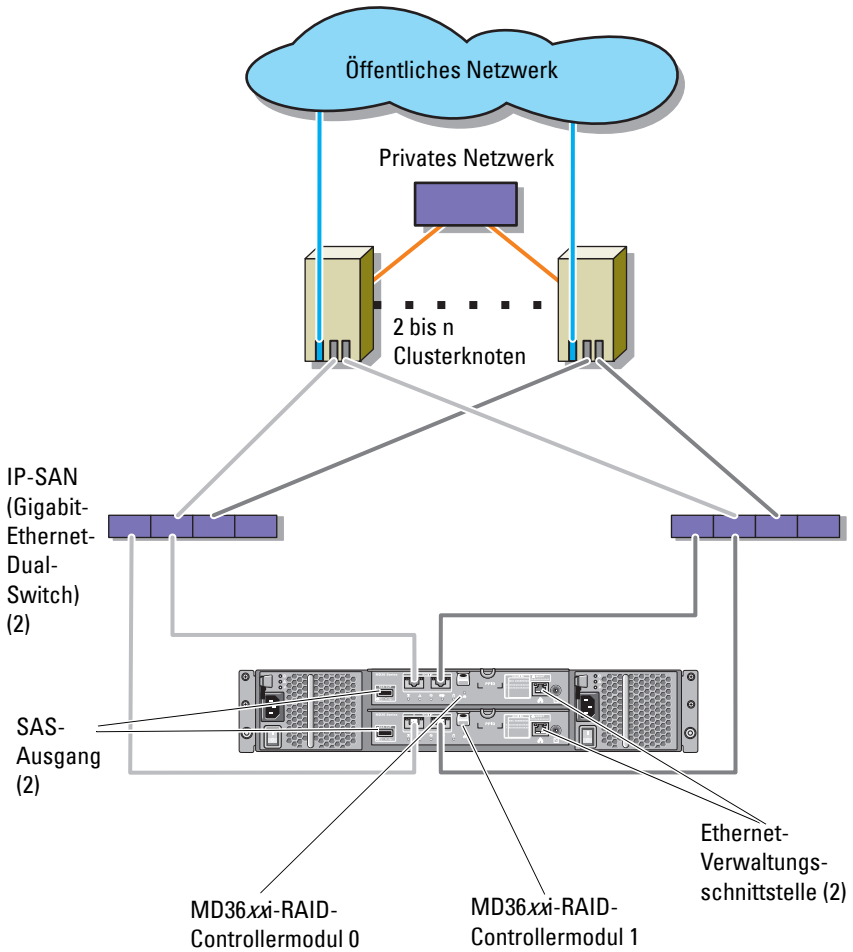 Öffentliches Netzwerk
Privates Netzwerk
2 bis n
Clusterknoten
IP-SAN
(Gigabit-
Ethernet-
Dual-
Switch)
(2)
SAS-
Ausgang
(2)
Ethernet-
Verwaltungs-
schnittstelle (2)
MD36xxi-RAID-
Controllermodul 0
MD36xxi-RAID-
Controllermodul 1